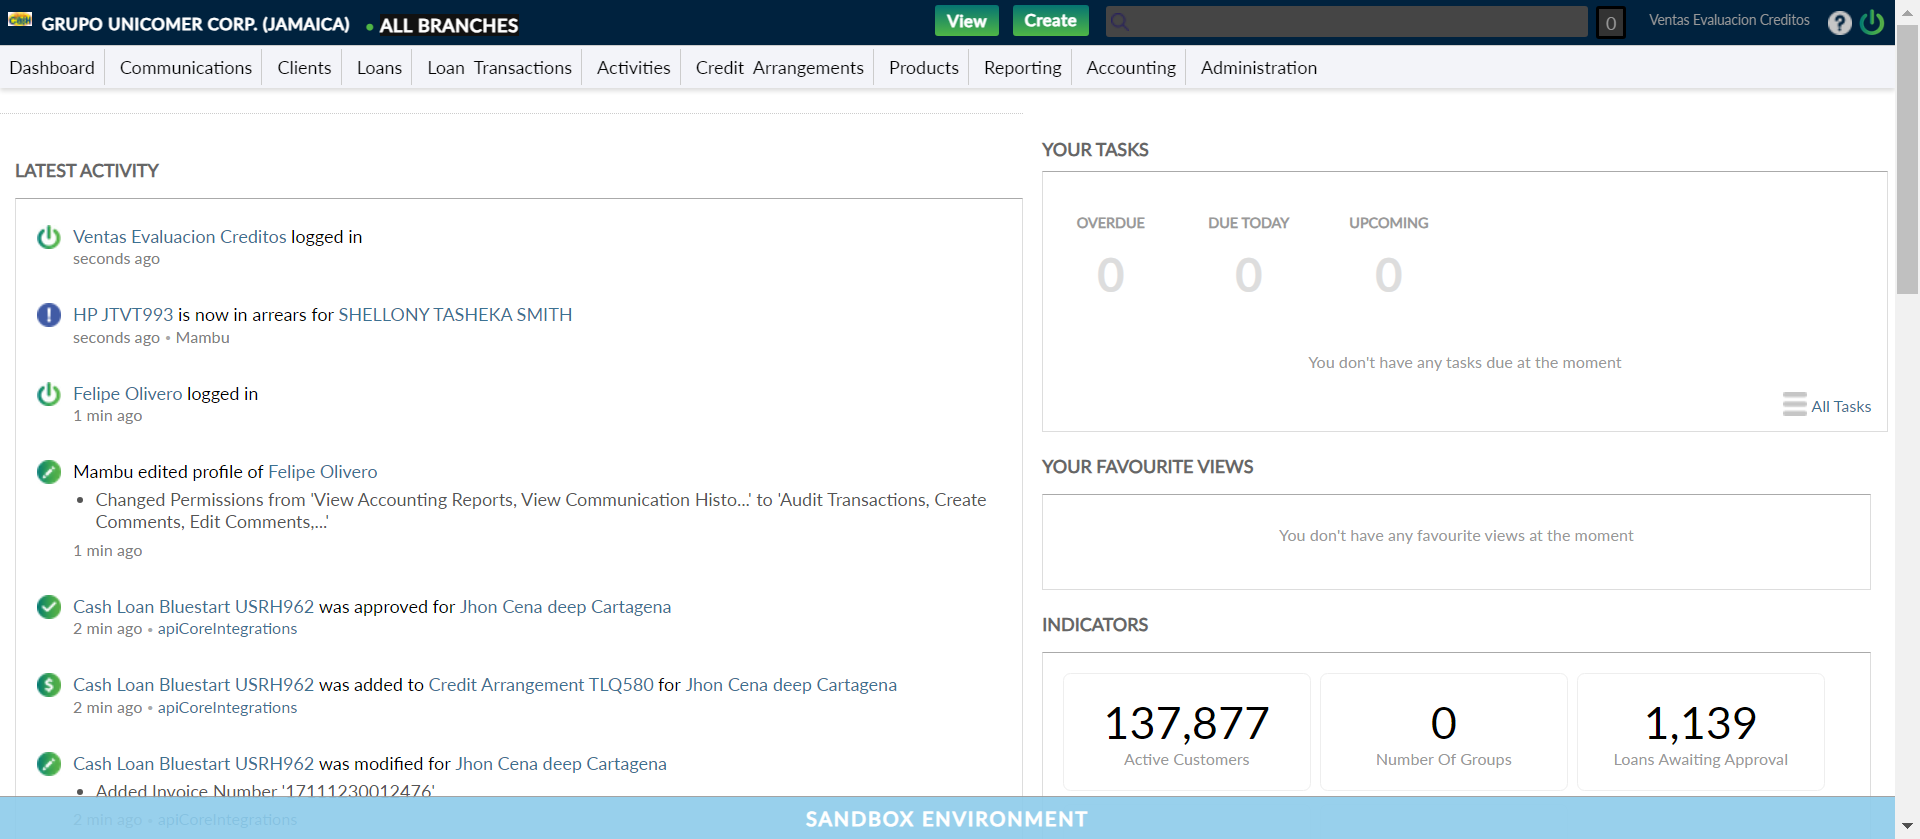 Cash
GRUPO UNICOMER CORP. (JAMAICA) • ALL BRANCHES
View Create 0 Ventas Evaluacion Creditos ?
Dashboard Communications Clients Loans Loan Transactions Activities Credit Arrangements Products Reporting Accounting Administration
LATEST ACTIVITY
Ventas Evaluacion Creditos logged in
seconds ago
HP JTVT993 is now in arrears for SHELLONY TASHEKA SMITH
seconds ago • Mambu
Felipe Olivero logged in
1 min ago
Mambu edited profile of Felipe Olivero
• Changed Permissions from 'View Accounting Reports, View Communication Histo...' to 'Audit Transactions, Create
Comments, Edit Comments,...'
1 min ago
Cash Loan Bluestart USRH962 was approved for Jhon Cena deep Cartagena
2 min ago • apiCoreIntegrations
Cash Loan Bluestart USRH962 was added to Credit Arrangement TLQ580 for Jhon Cena deep Cartagena
2 min ago • apiCoreIntegrations
Cash Loan Bluestart USRH962 was modified for Jhon Cena deep Cartagena
• Added Invoice Number '17111230012476'
2 min ago • apiCoreIntegrations
YOUR TASKS
OVERDUE DUE TODAY UPCOMING
0 0 0
You don't have any tasks due at the moment
All Tasks
YOUR FAVOURITE VIEWS
You don't have any favourite views at the moment
INDICATORS
137,877 0 1,139
Active Customers Number Of Groups Loans Awaiting Approval
SANDBOX ENVIRONMENT